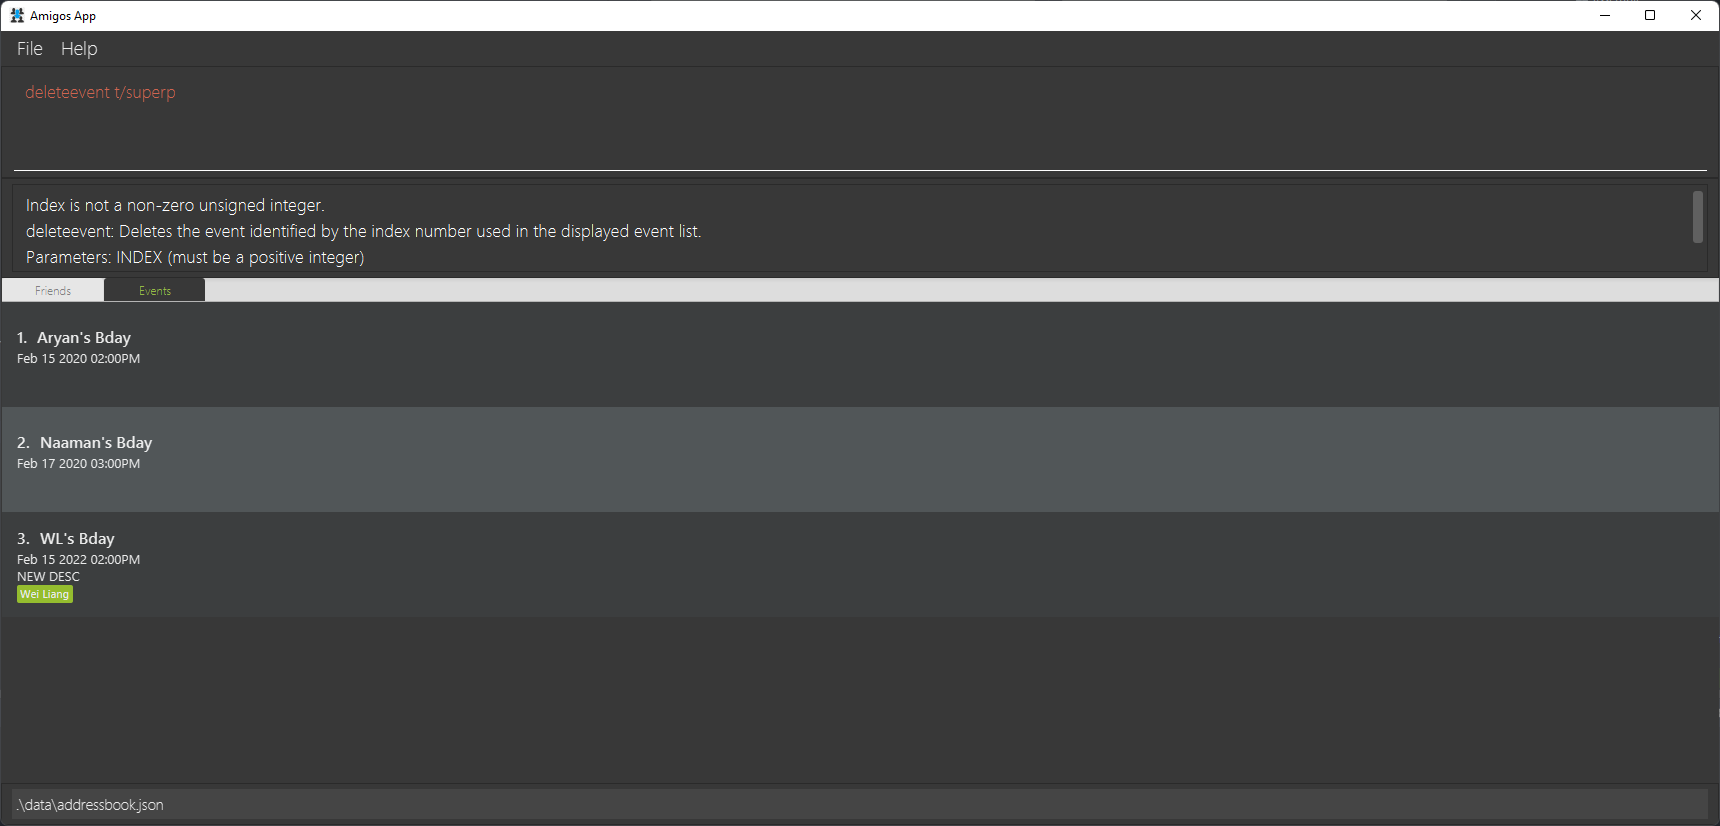 Amigos App
File Help
deleteevent t/superp
Index is not a non-zero unsigned integer.
deleteevent: Deletes the event identified by the index number used in the displayed event list.
Parameters: INDEX (must be a positive integer)
Friends Events
1. Aryan's Bday
Feb 15 2020 02:00PM
2. Naaman's Bday
Feb 17 2020 03:00PM
3. WL's Bday
Feb 15 2022 02:00PM
NEW DESC
Wei Liang
.\data\addressbook.json